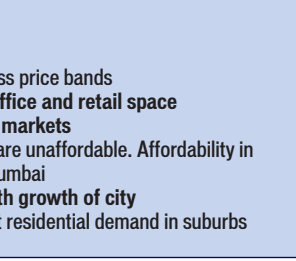 ss price bands
ffice and retail space
markets
are unaffordable. Affordability in
umbai
th growth of city
t residential demand in suburbs